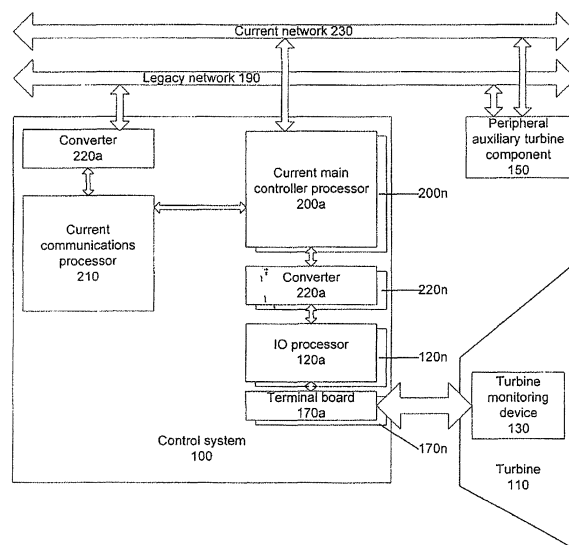 Current network 230
Legacy network 190
Converter
220a
Current main
controller processor
200a
Peripheral
auxiliary turbine
component
150
200n
Current
communications
processor
210
Converter
220a
220n
IO processor
120a
120n
Terminal board
170a
170n
Turbine
monitoring
device
130
Control system
100
Turbine
110